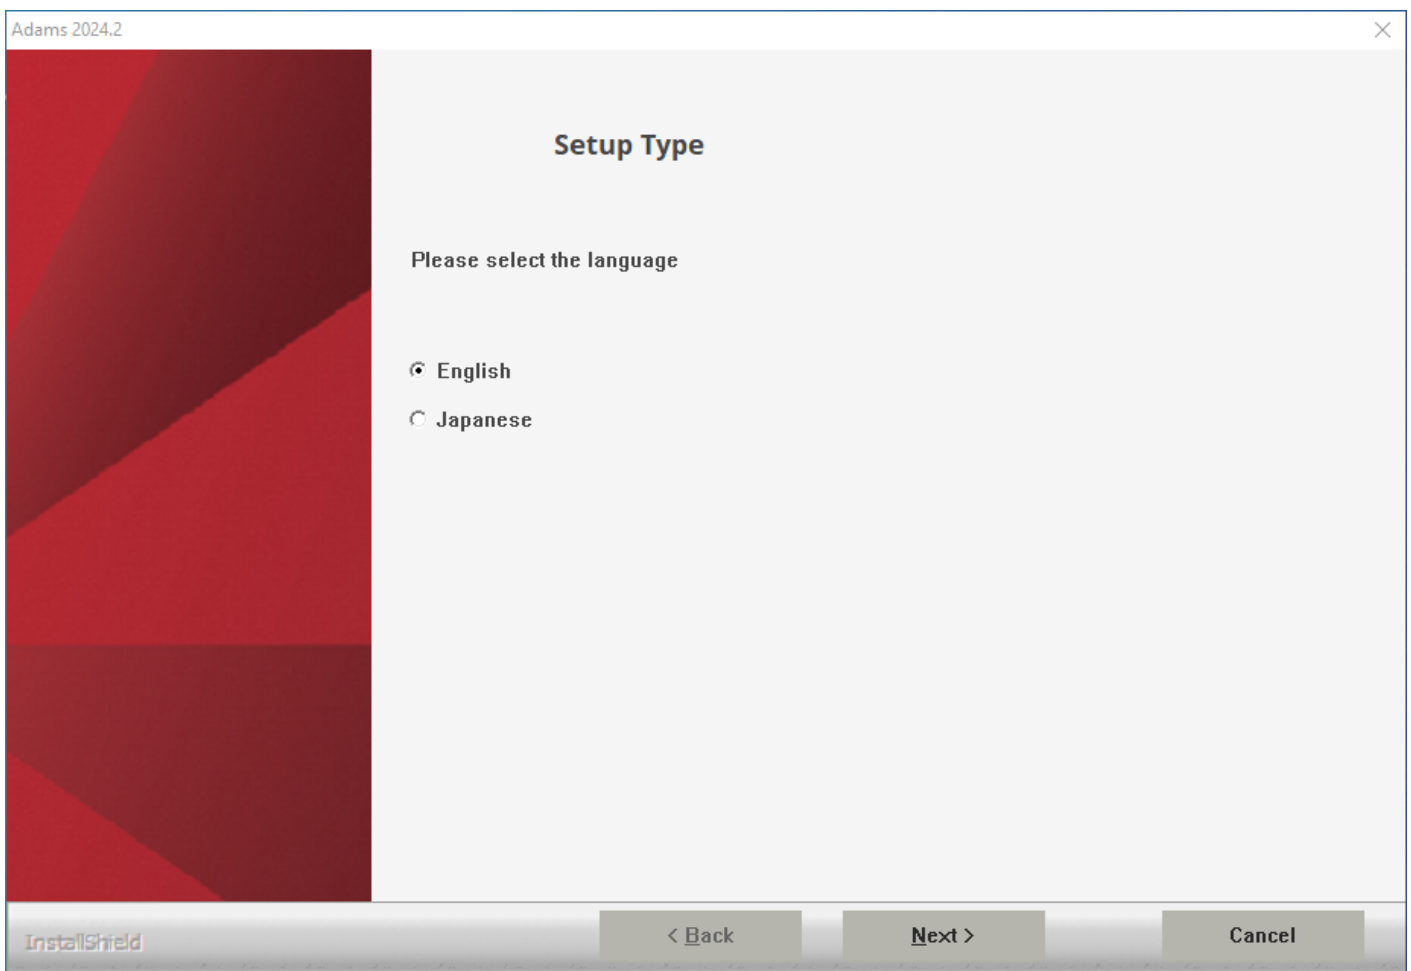 Adams 2024.2
Setup Type
Please select the language
English
Japanese
InstallShield
< Back
Next >
Cancel